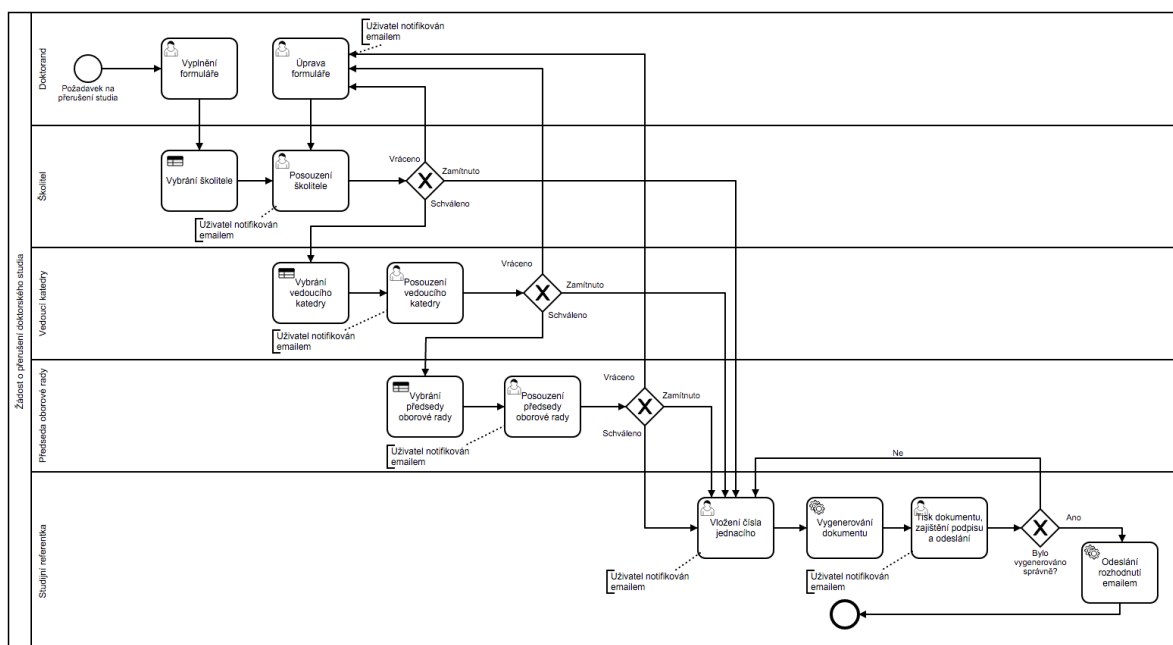 Žádost o přerušení doktorského studia
Doktorand
Požadavek na
přerušení studia
Vyplnění
formuláře
Úprava
formuláře
Uživatel notifikován
emailem
Školitel
Vybrání školitele
Posouzení
školitele
Uživatel notifikován
emailem
Vráceno
Zamítnuto
Schváleno
Vedoucí katedry
Vybrání
vedoucího
katedry
Posouzení
vedoucího
katedry
Uživatel notifikován
emailem
Vráceno
Zamítnuto
Schváleno
Předseda oborové rady
Vybrání
předsedy
oborové rady
Posouzení
předsedy
oborové rady
Uživatel notifikován
emailem
Vráceno
Zamítnuto
Schváleno
Studijní referentka
Vložení čísla
jednacího
Uživatel notifikován
emailem
Vygenerování
dokumentu
Tisk dokumentu,
zajištění podpisu
a odeslání
Uživatel notifikován
emailem
Ne
Ano
Bylo
vygenerováno
správně?
Odeslání
rozhodnutí
emailem